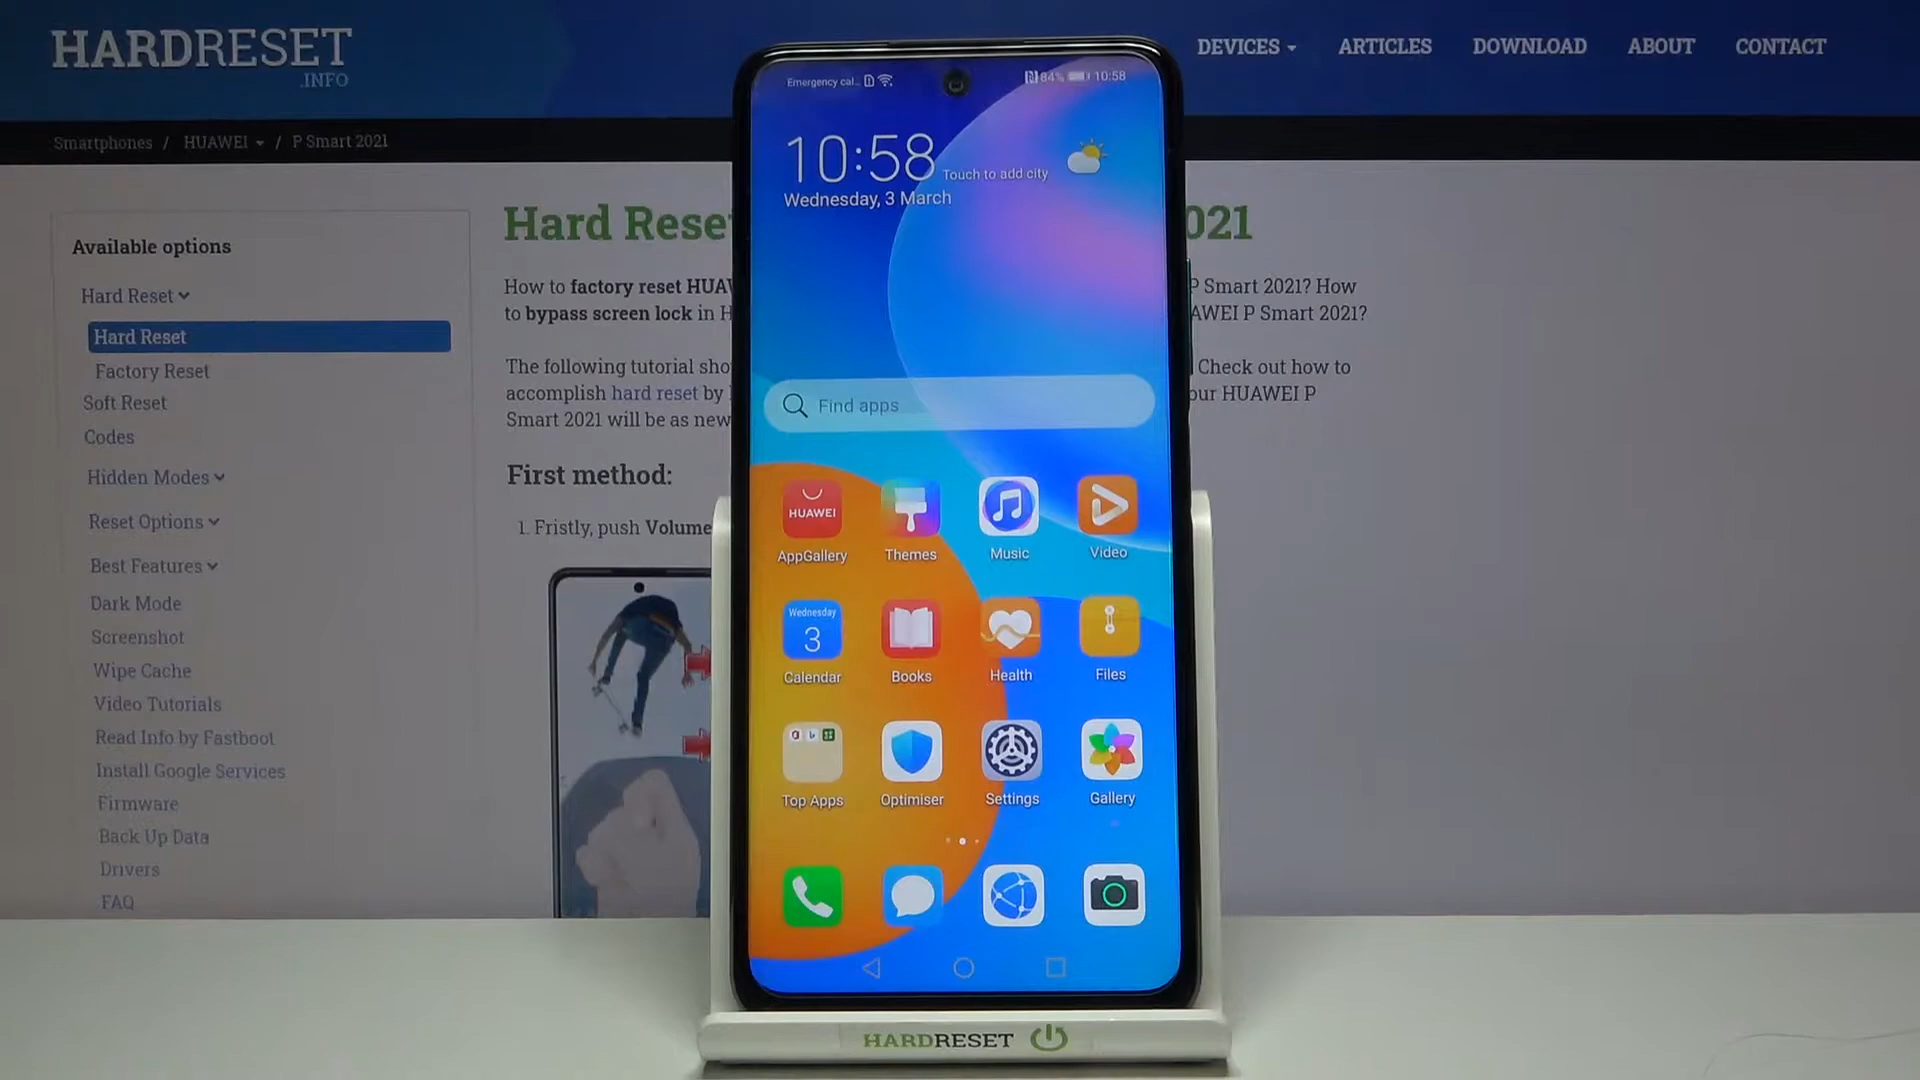 HARDRESET
.INFO
DEVICES
ARTICLES
DOWNLOAD
ABOUT
CONTACT
Smartphones / HUAWEI / P Smart 2021
Available options
Hard Reset
Hard Reset
Factory Reset
Soft Reset
Codes
Hidden Modes
Reset Options
Best Features
Dark Mode
Screenshot
Wipe Cache
Video Tutorials
Read Info by Fastboot
Install Google Services
Firmware
Back Up Data
Drivers
FAQ
Hard Rese 021
How to factory reset HUA P Smart 2021? How
to bypass screen lock in H AWEI P Smart 2021?
The following tutorial sho Check out how to
accomplish hard reset by our HUAWEI P
Smart 2021 will be as new
First method:
1. Fristly, push Volume
Emergency cal... 84% 10:58
10:58
Touch to add city
Wednesday, 3 March
Find apps
HUAWEI
AppGallery Themes Music Video
Wednesday
3
Calendar Books Health Files
Top Apps Optimiser Settings Gallery
HARDRESET